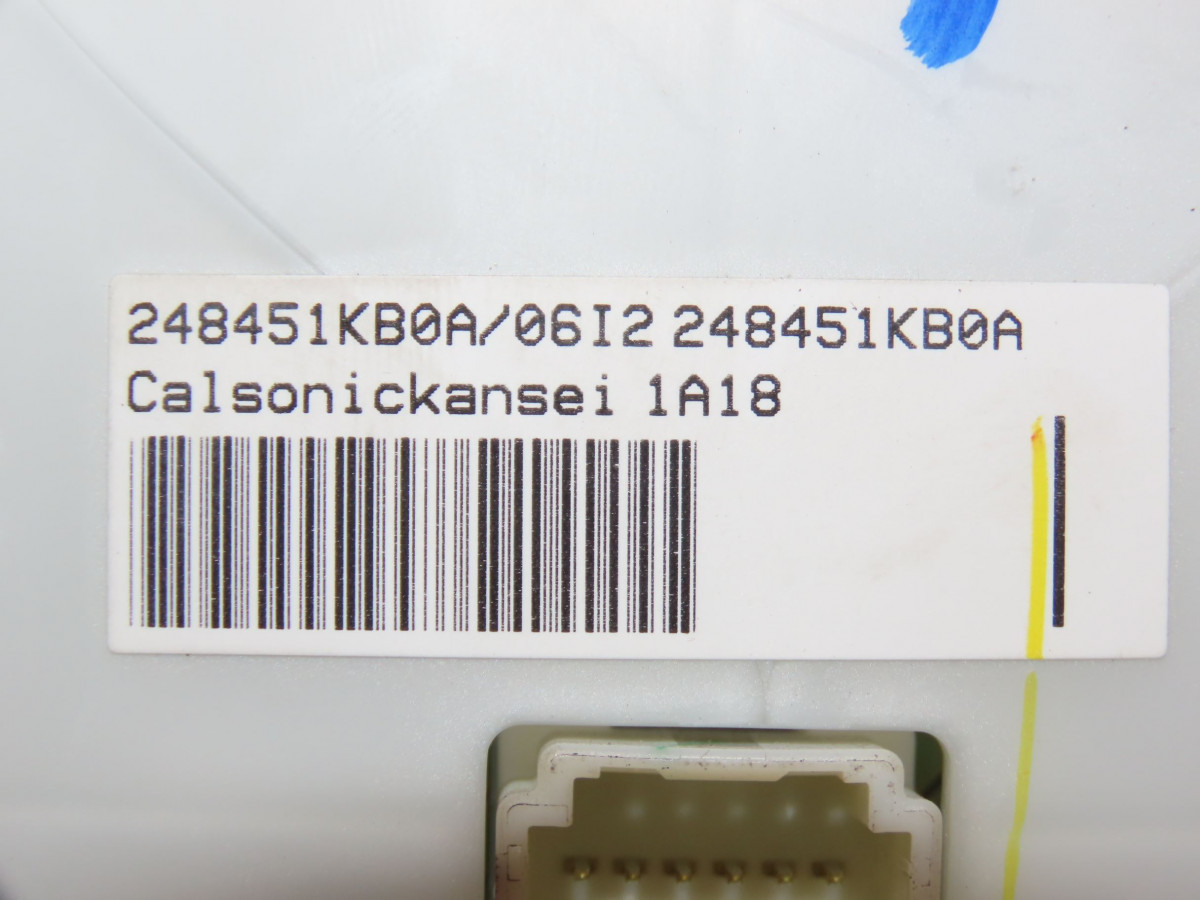 248451KB0A/06I2 248451KB0A
Calsonickansei 1A18